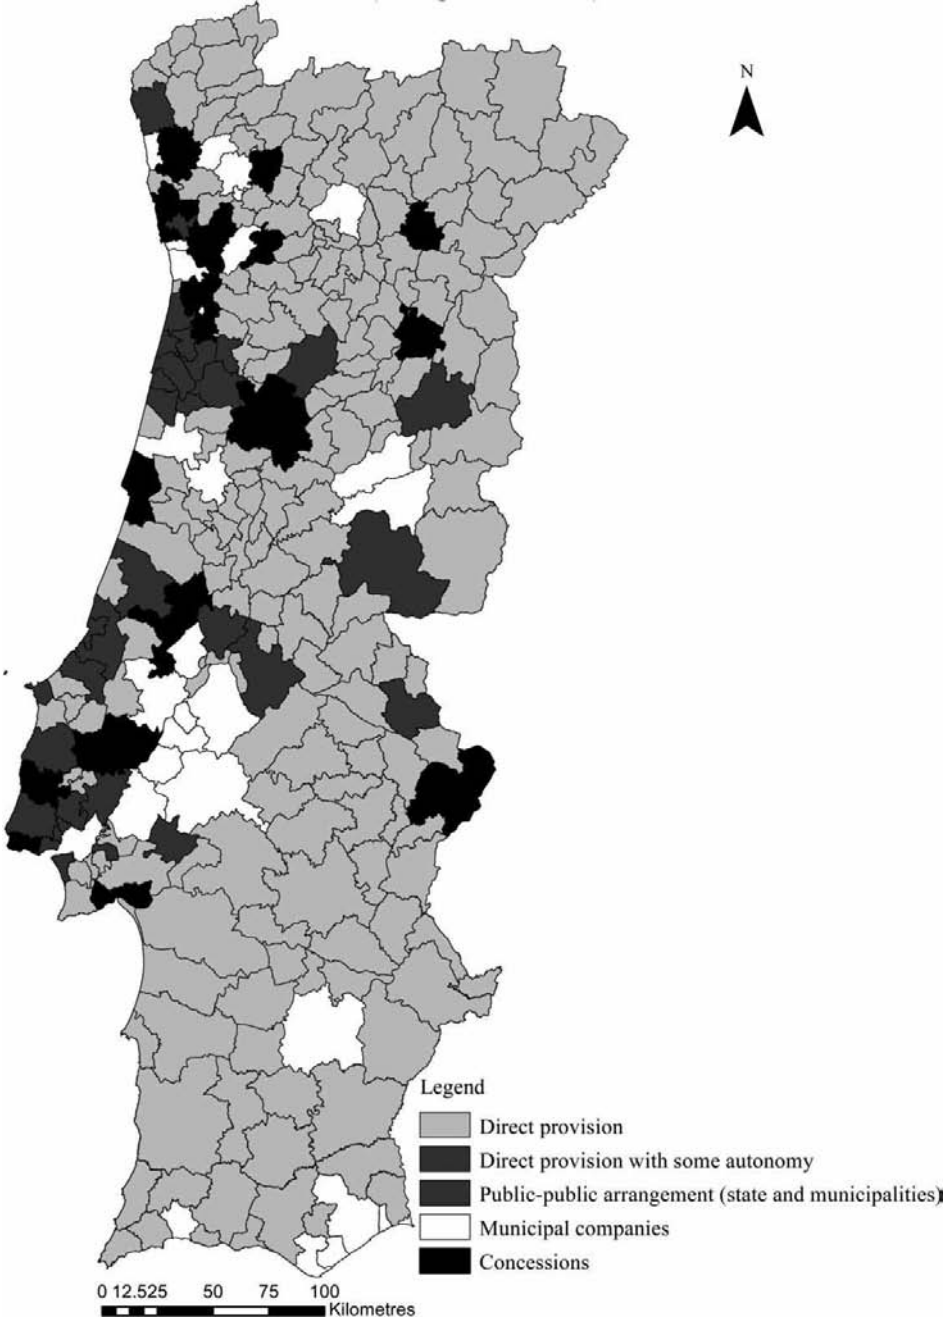 N
Legend
Direct provision
Direct provision with some autonomy
Public-public arrangement (state and municipalities)
Municipal companies
Concessions
0 12.525 50 75 100
Kilometres